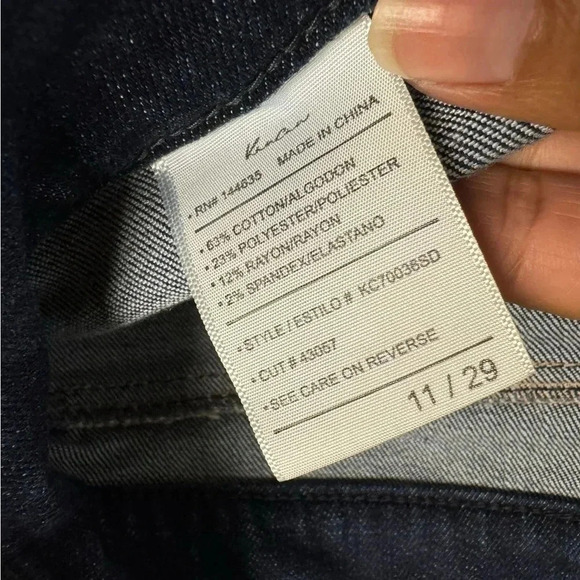 KanCan
• RN# 144635 MADE IN CHINA
• 63% COTTON/ALGODON
• 23% POLYESTER/POLIESTER
• 12% RAYON/RAYON
• 2% SPANDEX/ELASTANO
• STYLE / ESTILO # KC70036SD
• CUT # 43057
• SEE CARE ON REVERSE
11 / 29